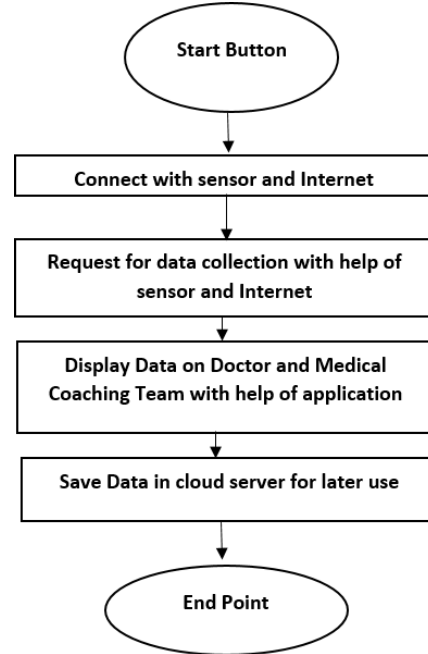 Start Button
Connect with sensor and Internet
Request for data collection with help of
sensor and Internet
Display Data on Doctor and Medical
Coaching Team with help of application
Save Data in cloud server for later use
End Point